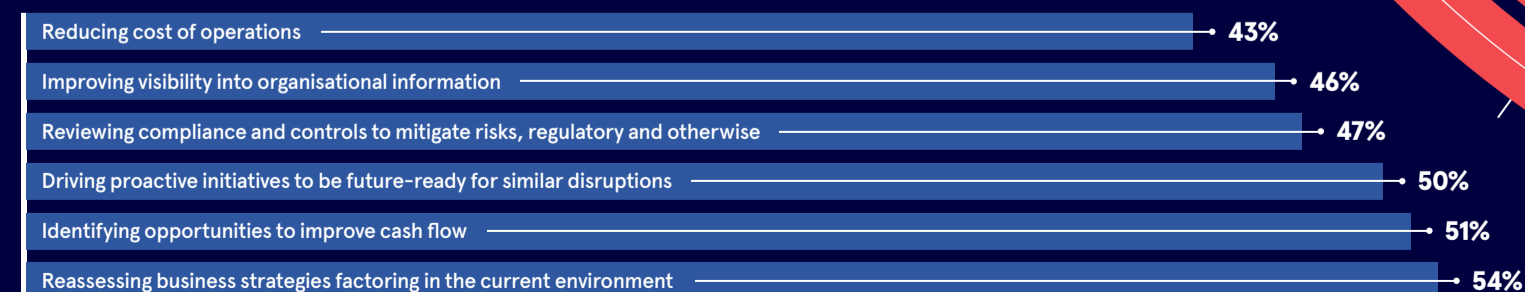 Reducing cost of operations 43%
Improving visibility into organisational information 46%
Reviewing compliance and controls to mitigate risks, regulatory and otherwise 47%
Driving proactive initiatives to be future-ready for similar disruptions 50%
Identifying opportunities to improve cash flow 51%
Reassessing business strategies factoring in the current environment 54%